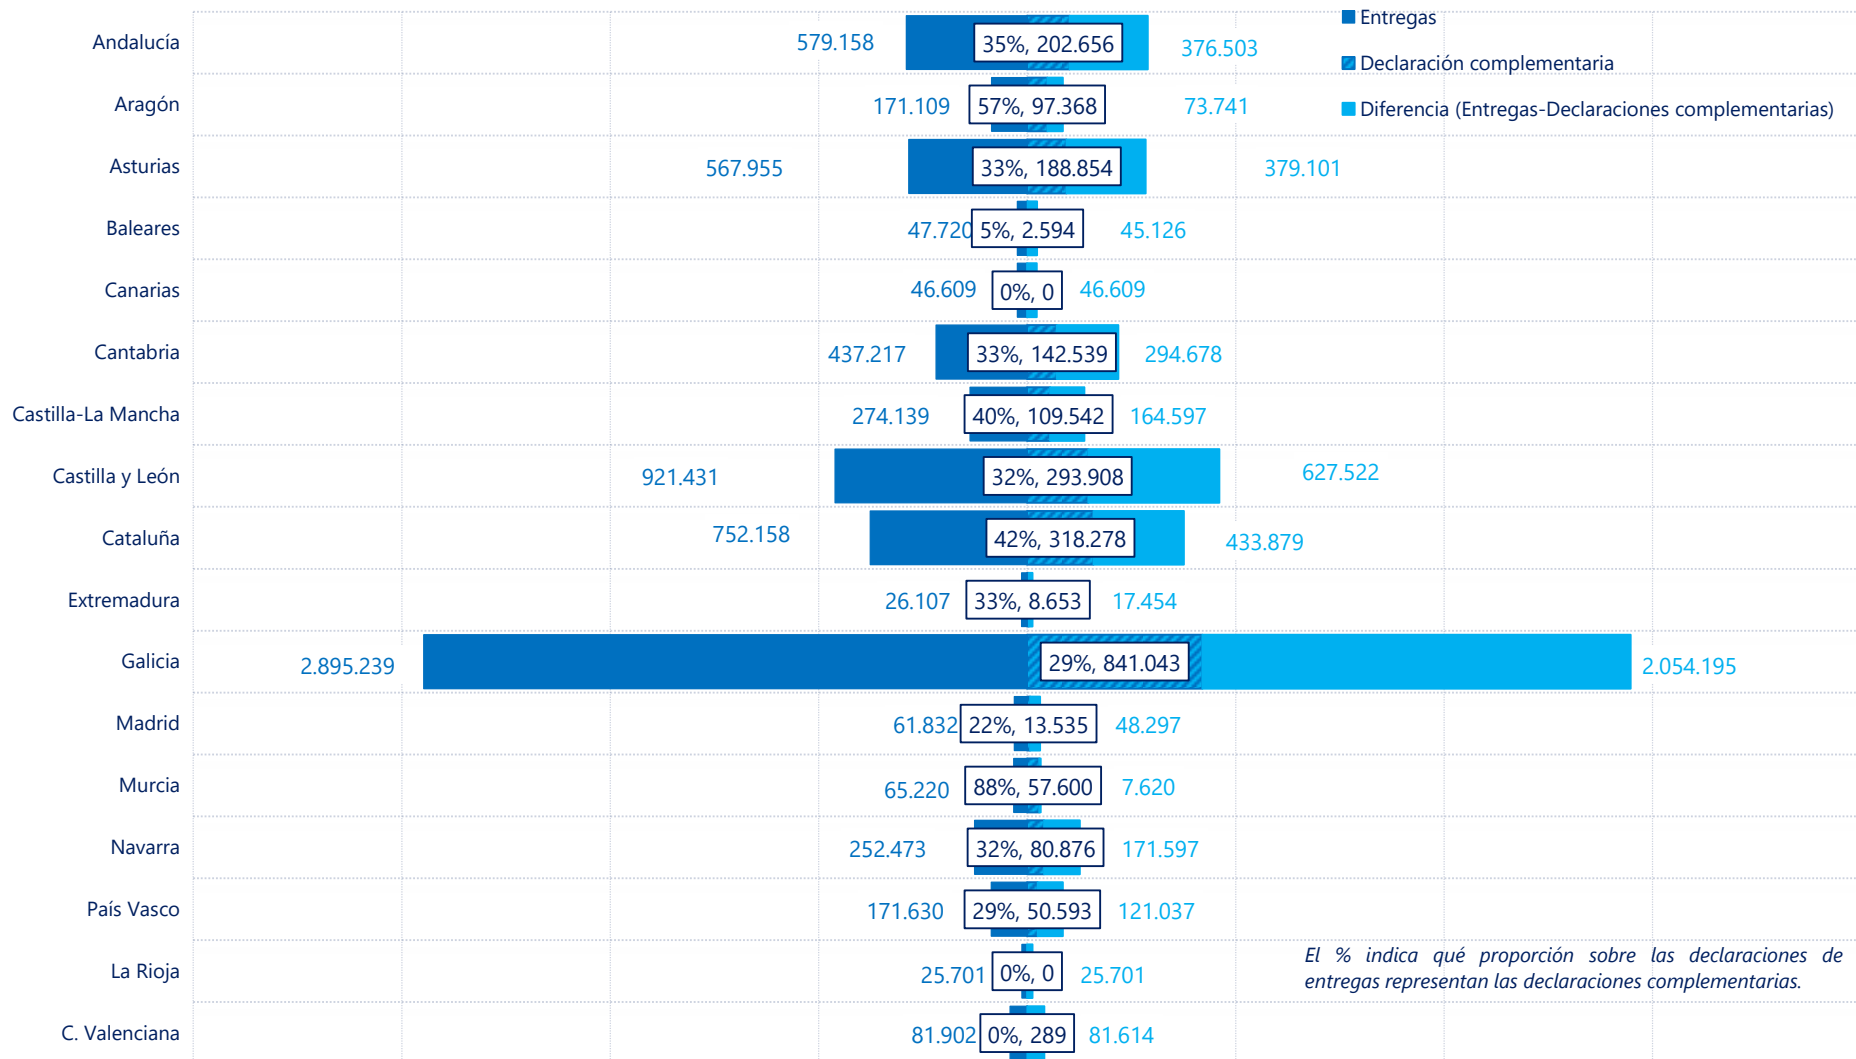 Entregas
Declaración complementaria
Diferencia (Entregas-Declaraciones complementarias)
Andalucía 579.158 35%, 202.656 376.503
Aragón 171.109 57%, 97.368 73.741
Asturias 567.955 33%, 188.854 379.101
Baleares 47.720 5%, 2.594 45.126
Canarias 46.609 0%, 0 46.609
Cantabria 437.217 33%, 142.539 294.678
Castilla-La Mancha 274.139 40%, 109.542 164.597
Castilla y León 921.431 32%, 293.908 627.522
Cataluña 752.158 42%, 318.278 433.879
Extremadura 26.107 33%, 8.653 17.454
Galicia 2.895.239 29%, 841.043 2.054.195
Madrid 61.832 22%, 13.535 48.297
Murcia 65.220 88%, 57.600 7.620
Navarra 252.473 32%, 80.876 171.597
País Vasco 171.630 29%, 50.593 121.037
La Rioja 25.701 0%, 0 25.701
C. Valenciana 81.902 0%, 289 81.614
El % indica qué proporción sobre las declaraciones de
entregas representan las declaraciones complementarias.